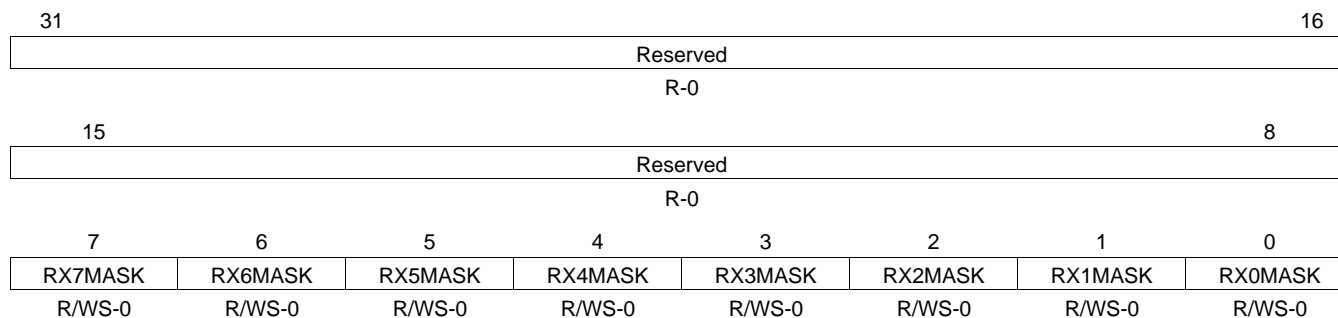 31 16
Reserved
R-0
15 8
Reserved
R-0
7 6 5 4 3 2 1 0
RX7MASK RX6MASK RX5MASK RX4MASK RX3MASK RX2MASK RX1MASK RX0MASK
R/WS-0 R/WS-0 R/WS-0 R/WS-0 R/WS-0 R/WS-0 R/WS-0 R/WS-0